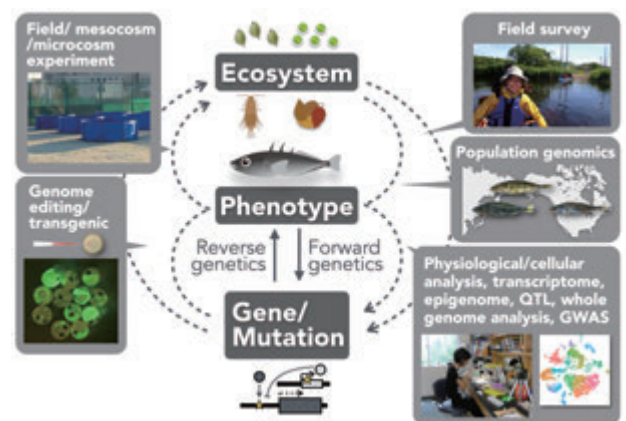 Field/ mesocosm
/microcosm
experiment
Ecosystem
Field survey
Population genomics
Genome
editing/
transgenic
Phenotype
Reverse
genetics
Forward
genetics
Gene/
Mutation
Physiological/cellular
analysis, transcriptome,
epigenome, QTL, whole
genome analysis, GWAS